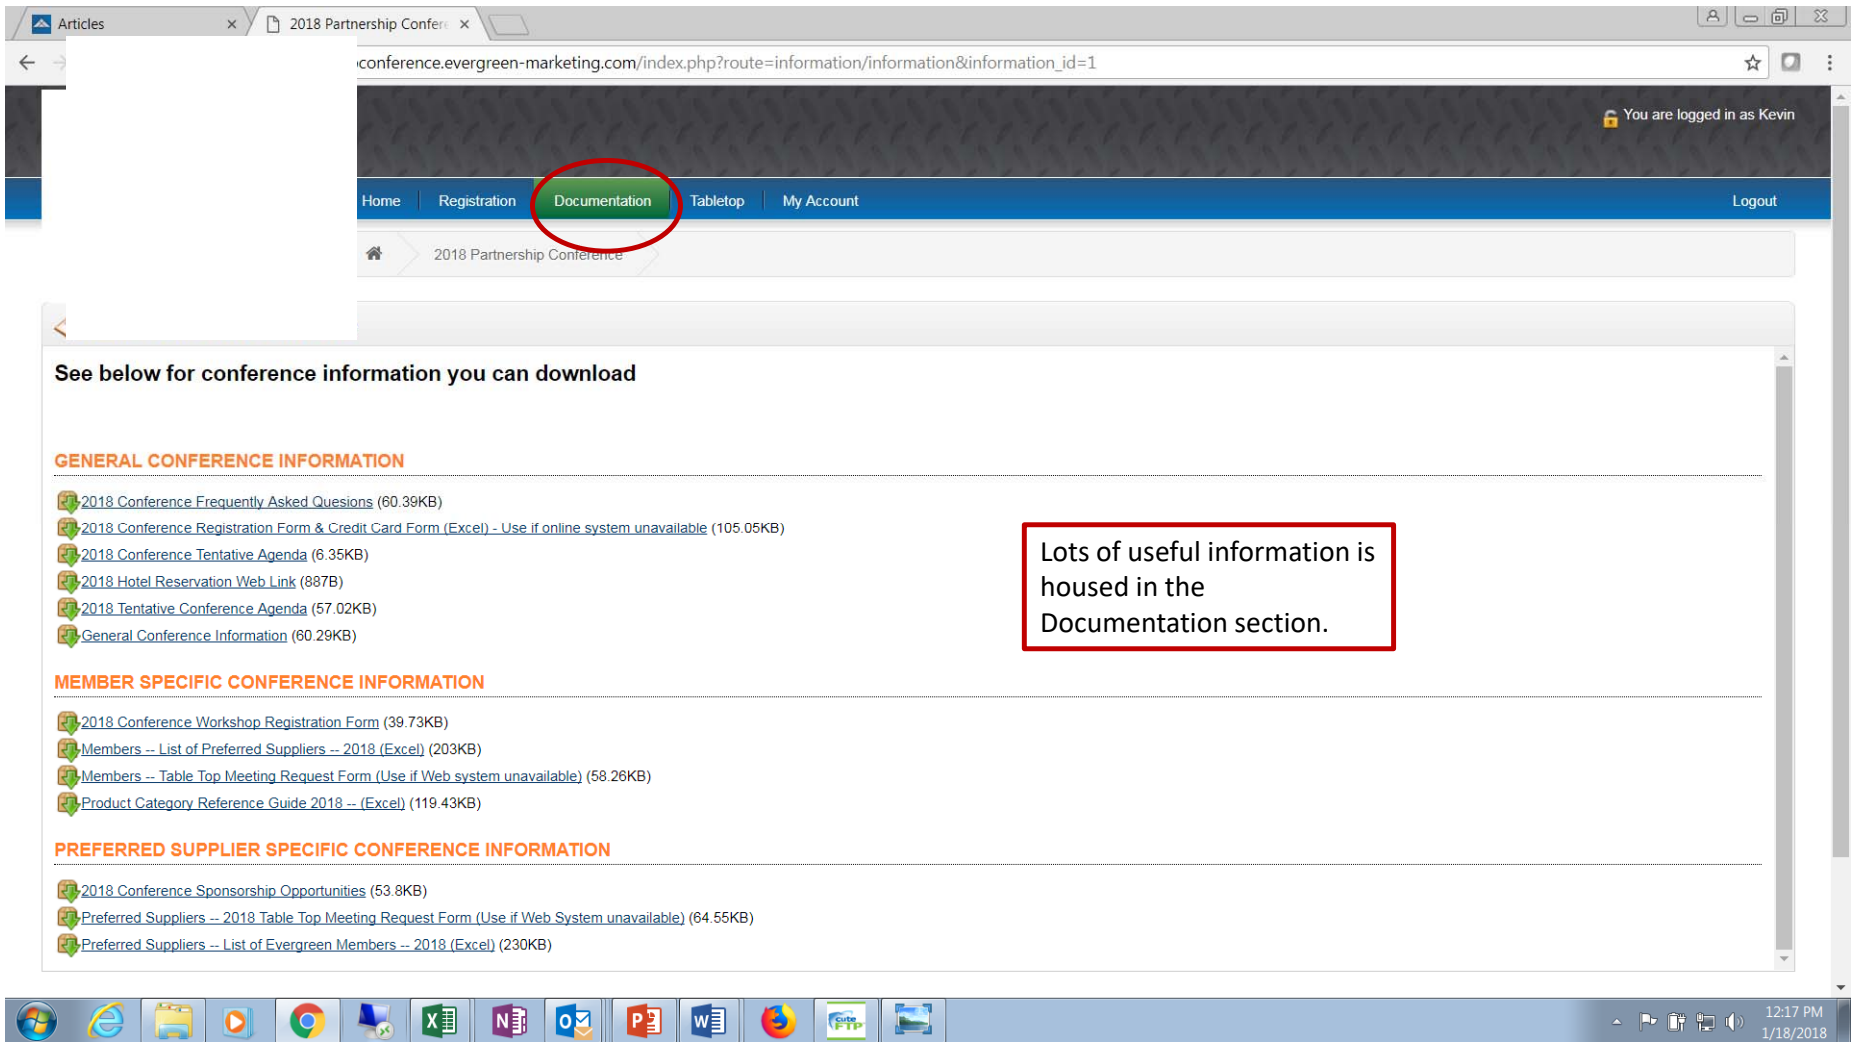 Articles
2018 Partnership Confere
conference.evergreen-marketing.com/index.php?route=information/information&information_id=1
You are logged in as Kevin
Home Registration Documentation Tabletop My Account Logout
2018 Partnership Conference
See below for conference information you can download
GENERAL CONFERENCE INFORMATION
2018 Conference Frequently Asked Quesions (60.39KB)
2018 Conference Registration Form & Credit Card Form (Excel) - Use if online system unavailable (105.05KB)
2018 Conference Tentative Agenda (6.35KB)
2018 Hotel Reservation Web Link (887B)
2018 Tentative Conference Agenda (57.02KB)
General Conference Information (60.29KB)
Lots of useful information is
housed in the
Documentation section.
MEMBER SPECIFIC CONFERENCE INFORMATION
2018 Conference Workshop Registration Form (39.73KB)
Members -- List of Preferred Suppliers -- 2018 (Excel) (203KB)
Members -- Table Top Meeting Request Form (Use if Web system unavailable) (58.26KB)
Product Category Reference Guide 2018 -- (Excel) (119.43KB)
PREFERRED SUPPLIER SPECIFIC CONFERENCE INFORMATION
2018 Conference Sponsorship Opportunities (53.8KB)
Preferred Suppliers -- 2018 Table Top Meeting Request Form (Use if Web System unavailable) (64.55KB)
Preferred Suppliers -- List of Evergreen Members -- 2018 (Excel) (230KB)
cute FTP
12:17 PM
1/18/2018